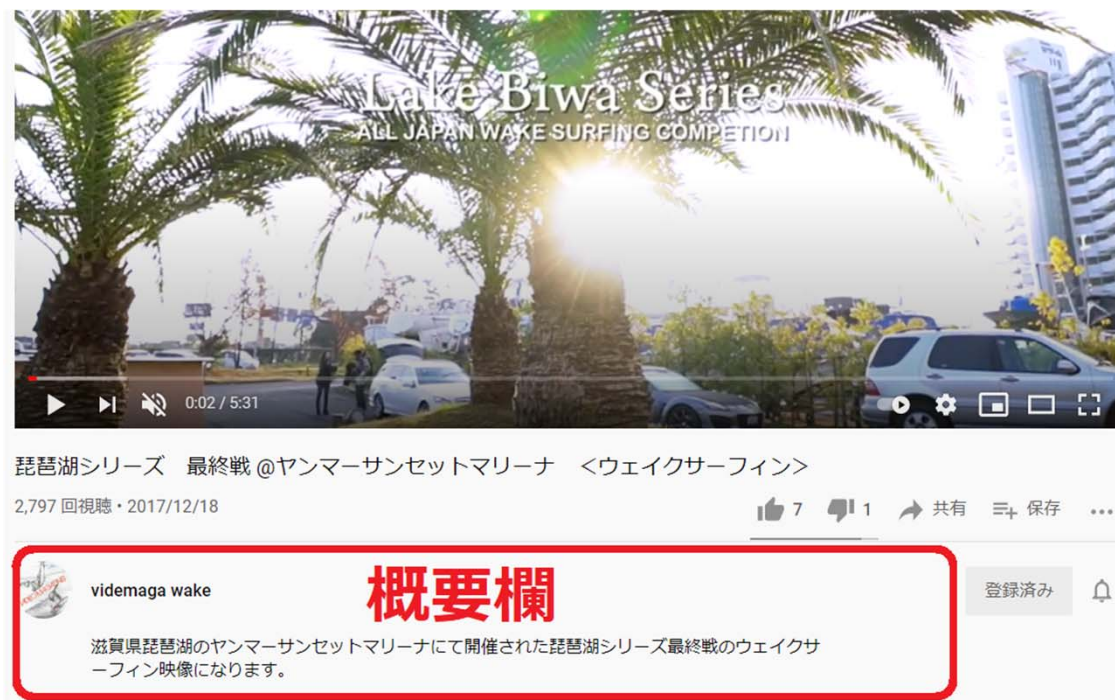 Lake Biwa Series
ALL JAPAN WAKE SURFING COMPETION
0:02 / 5:31
琵琶湖シリーズ　最終戦 @ヤンマーサンセットマリーナ　＜ウェイクサーフィン＞
2,797 回視聴・2017/12/18
7 1 共有 保存
videmaga wake
概要欄
登録済み
滋賀県琵琶湖のヤンマーサンセットマリーナにて開催された琵琶湖シリーズ最終戦のウェイクサ
ーフィン映像になります。